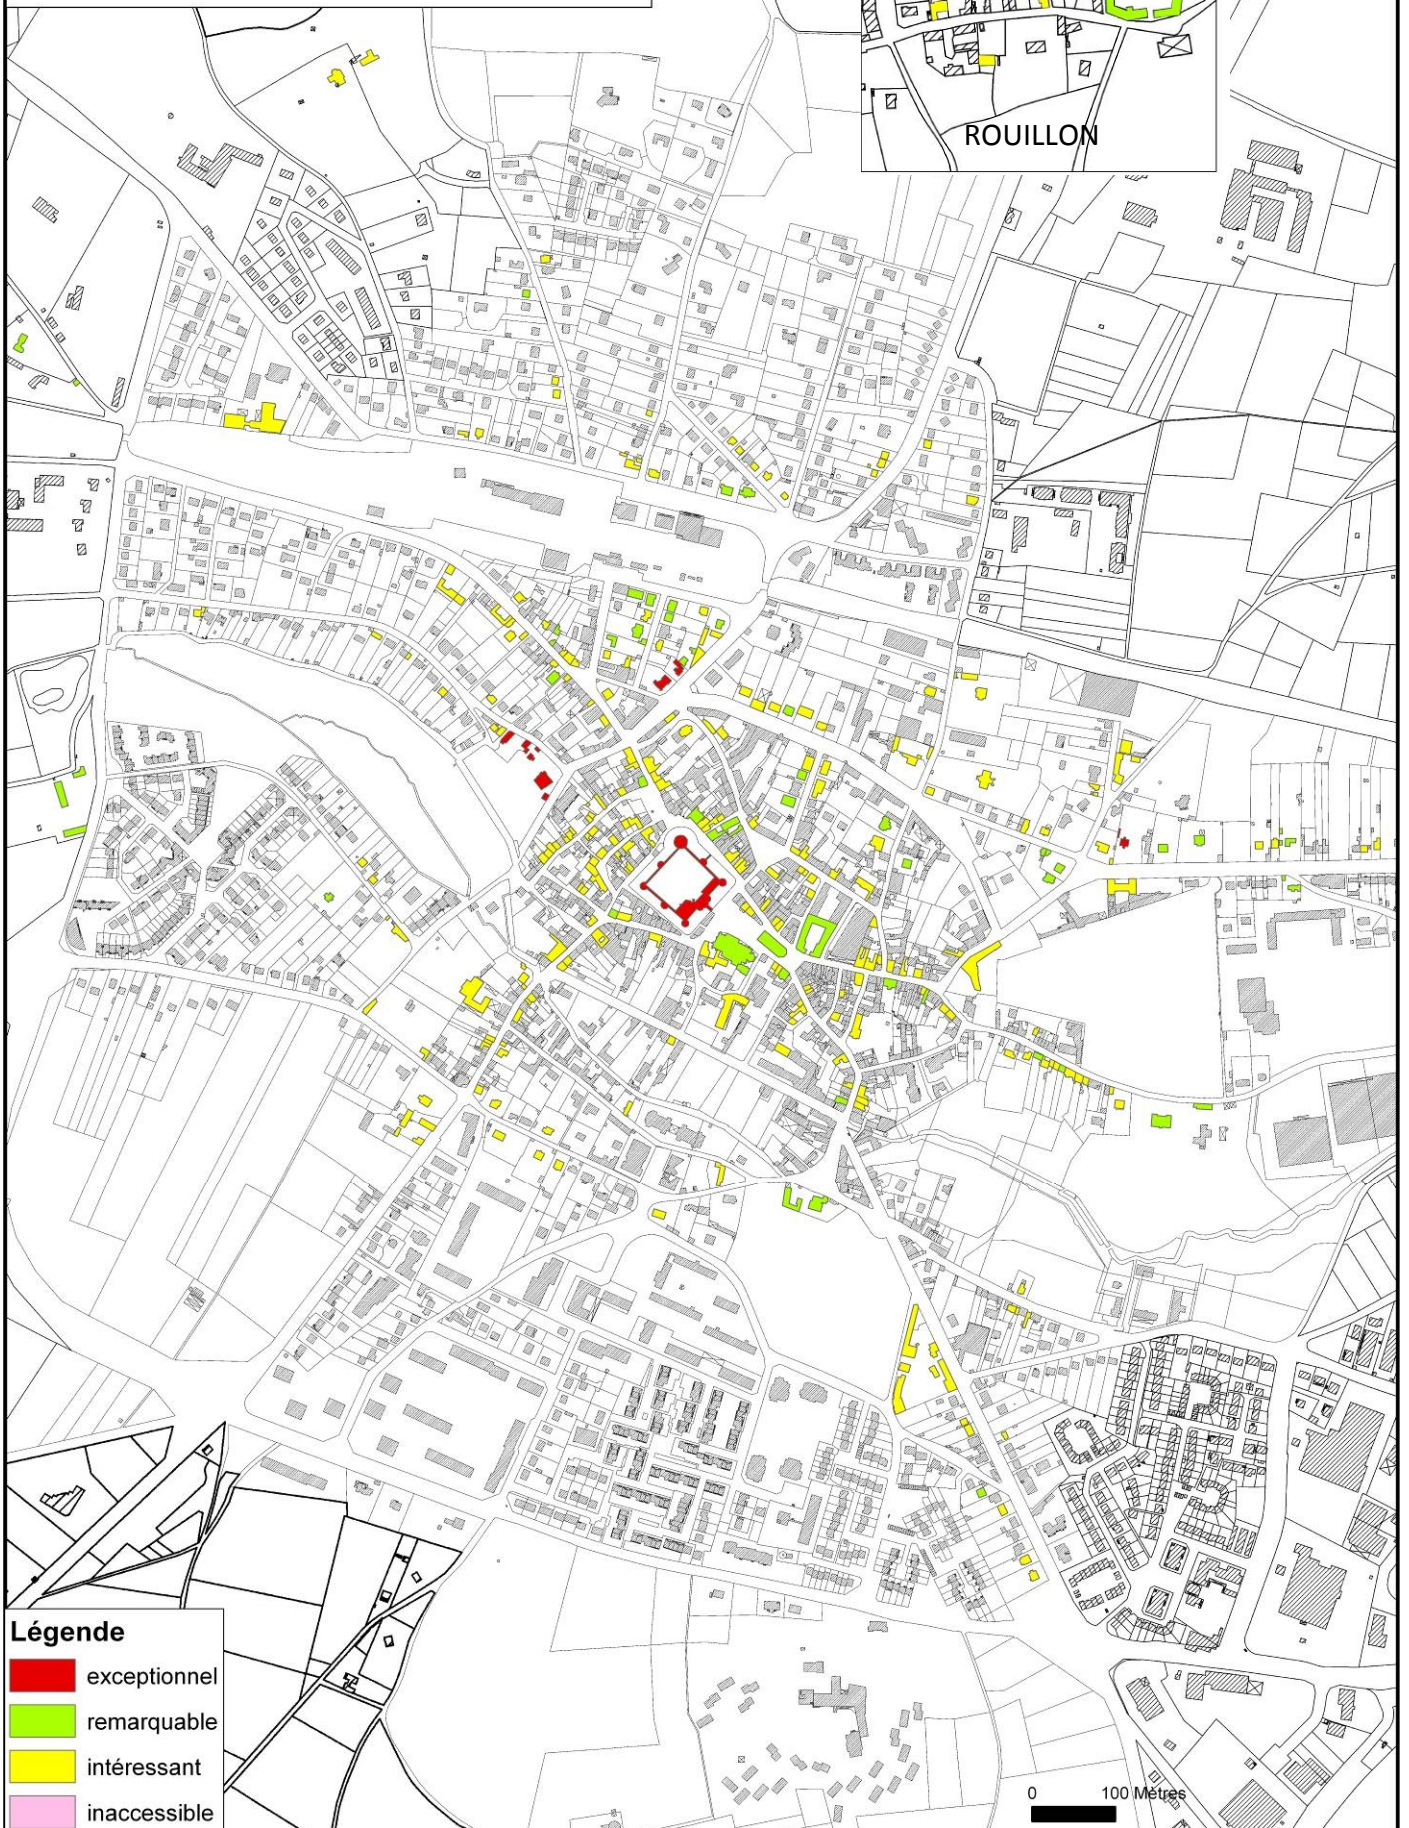 ROUILLON
Légende
exceptionnel
remarquable
intéressant
inaccessible
0 100 Mètres